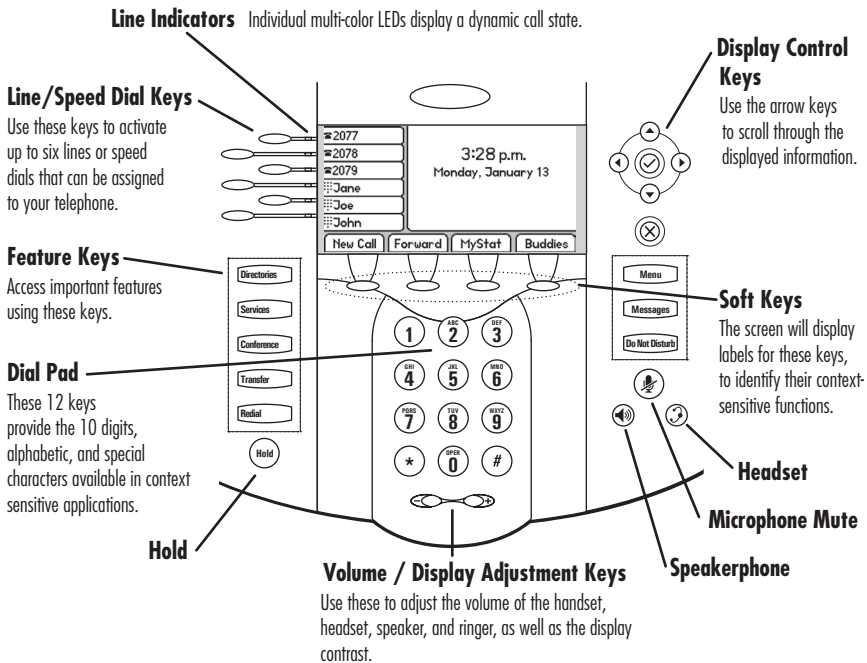 Line Indicators Individual multi-color LEDs display a dynamic call state.
Line/Speed Dial Keys
Use these keys to activate
up to six lines or speed
dials that can be assigned
to your telephone.
Feature Keys
Access important features
using these keys.
Dial Pad
These 12 keys
provide the 10 digits,
alphabetic, and special
characters available in context
sensitive applications.
Hold
2077
2078
2079
Jane
Joe
John
3:28 p.m.
Monday, January 13
New Call Forward MyStat Buddies
Directories
Services
Conference
Transfer
Redial
Hold
1 ABC 2 DEF 3
GHI 4 JKL 5 MNO 6
PQRS 7 TUV 8 WXYZ 9
* OPER 0 #
Menu
Messages
Do Not Disturb
Display Control
Keys
Use the arrow keys
to scroll through the
displayed information.
Soft Keys
The screen will display
labels for these keys,
to identify their context-
sensitive functions.
Headset
Microphone Mute
Speakerphone
Volume / Display Adjustment Keys
Use these to adjust the volume of the handset,
headset, speaker, and ringer, as well as the display
contrast.